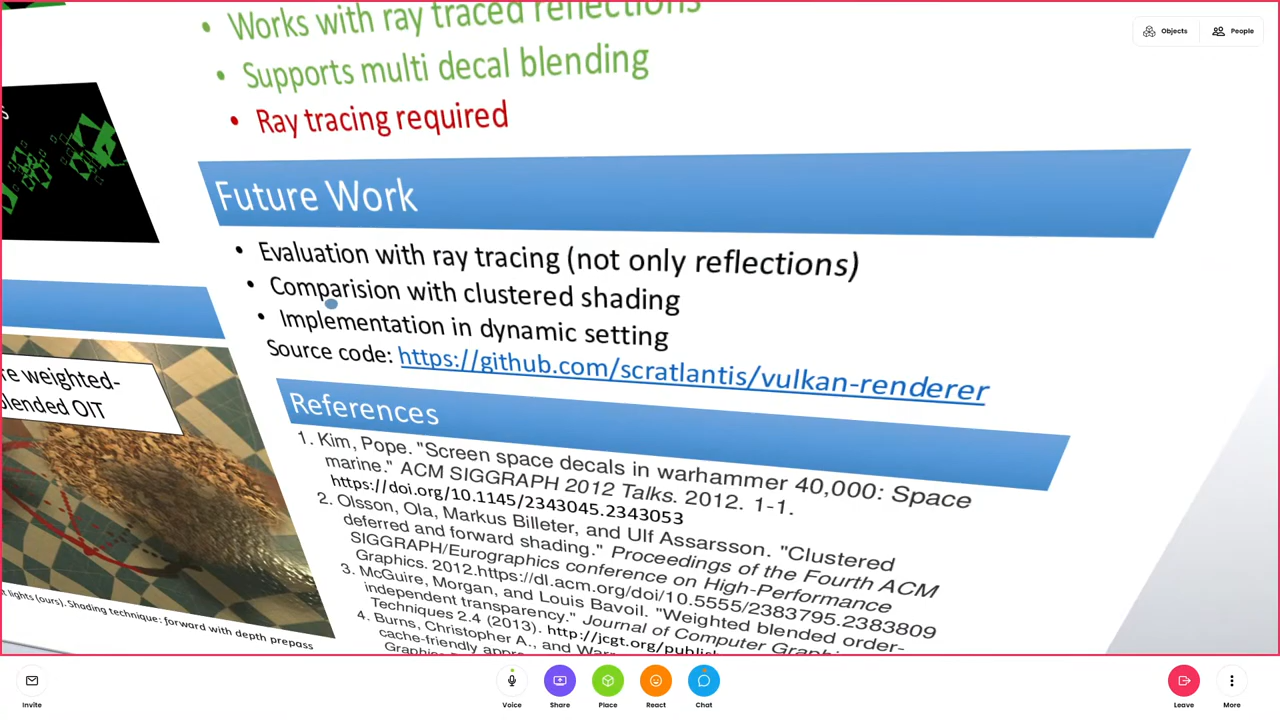 Works with ray traced reflections
Supports multi decal blending
Ray tracing required
Future Work
Evaluation with ray tracing (not only reflections)
Comparision with clustered shading
Implementation in dynamic setting
Source code: https://github.com/scratlantis/vulkan-renderer
References
1. Kim, Pope. "Screen space decals in warhammer 40,000: Space
marine." ACM SIGGRAPH 2012 Talks. 2012. 1-1.
https://doi.org/10.1145/2343045.2343053
2. Olsson, Ola, Markus Billeter, and Ulf Assarsson. "Clustered
deferred and forward shading." Proceedings of the Fourth ACM
SIGGRAPH/Eurographics conference on High-Performance
Graphics. 2012.https://dl.acm.org/doi/10.5555/2383795.2383809
3. McGuire, Morgan, and Louis Bavoil. "Weighted blended order-
independent transparency." Journal of Computer
Techniques 2.4 (2013). http://jcgt.org/
4. Burns, Christopher A., and
cache-friendly
weighted-
blended OIT
lights (ours). Shading technique: forward with depth prepass
Objects
People
Invite
Voice
Share
Place
React
Chat
Leave
More